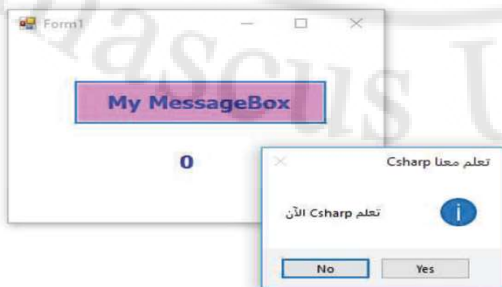 Form1
My MessageBox
0
تعلم معنا Csharp
تعلم Csharp الآن
No
Yes